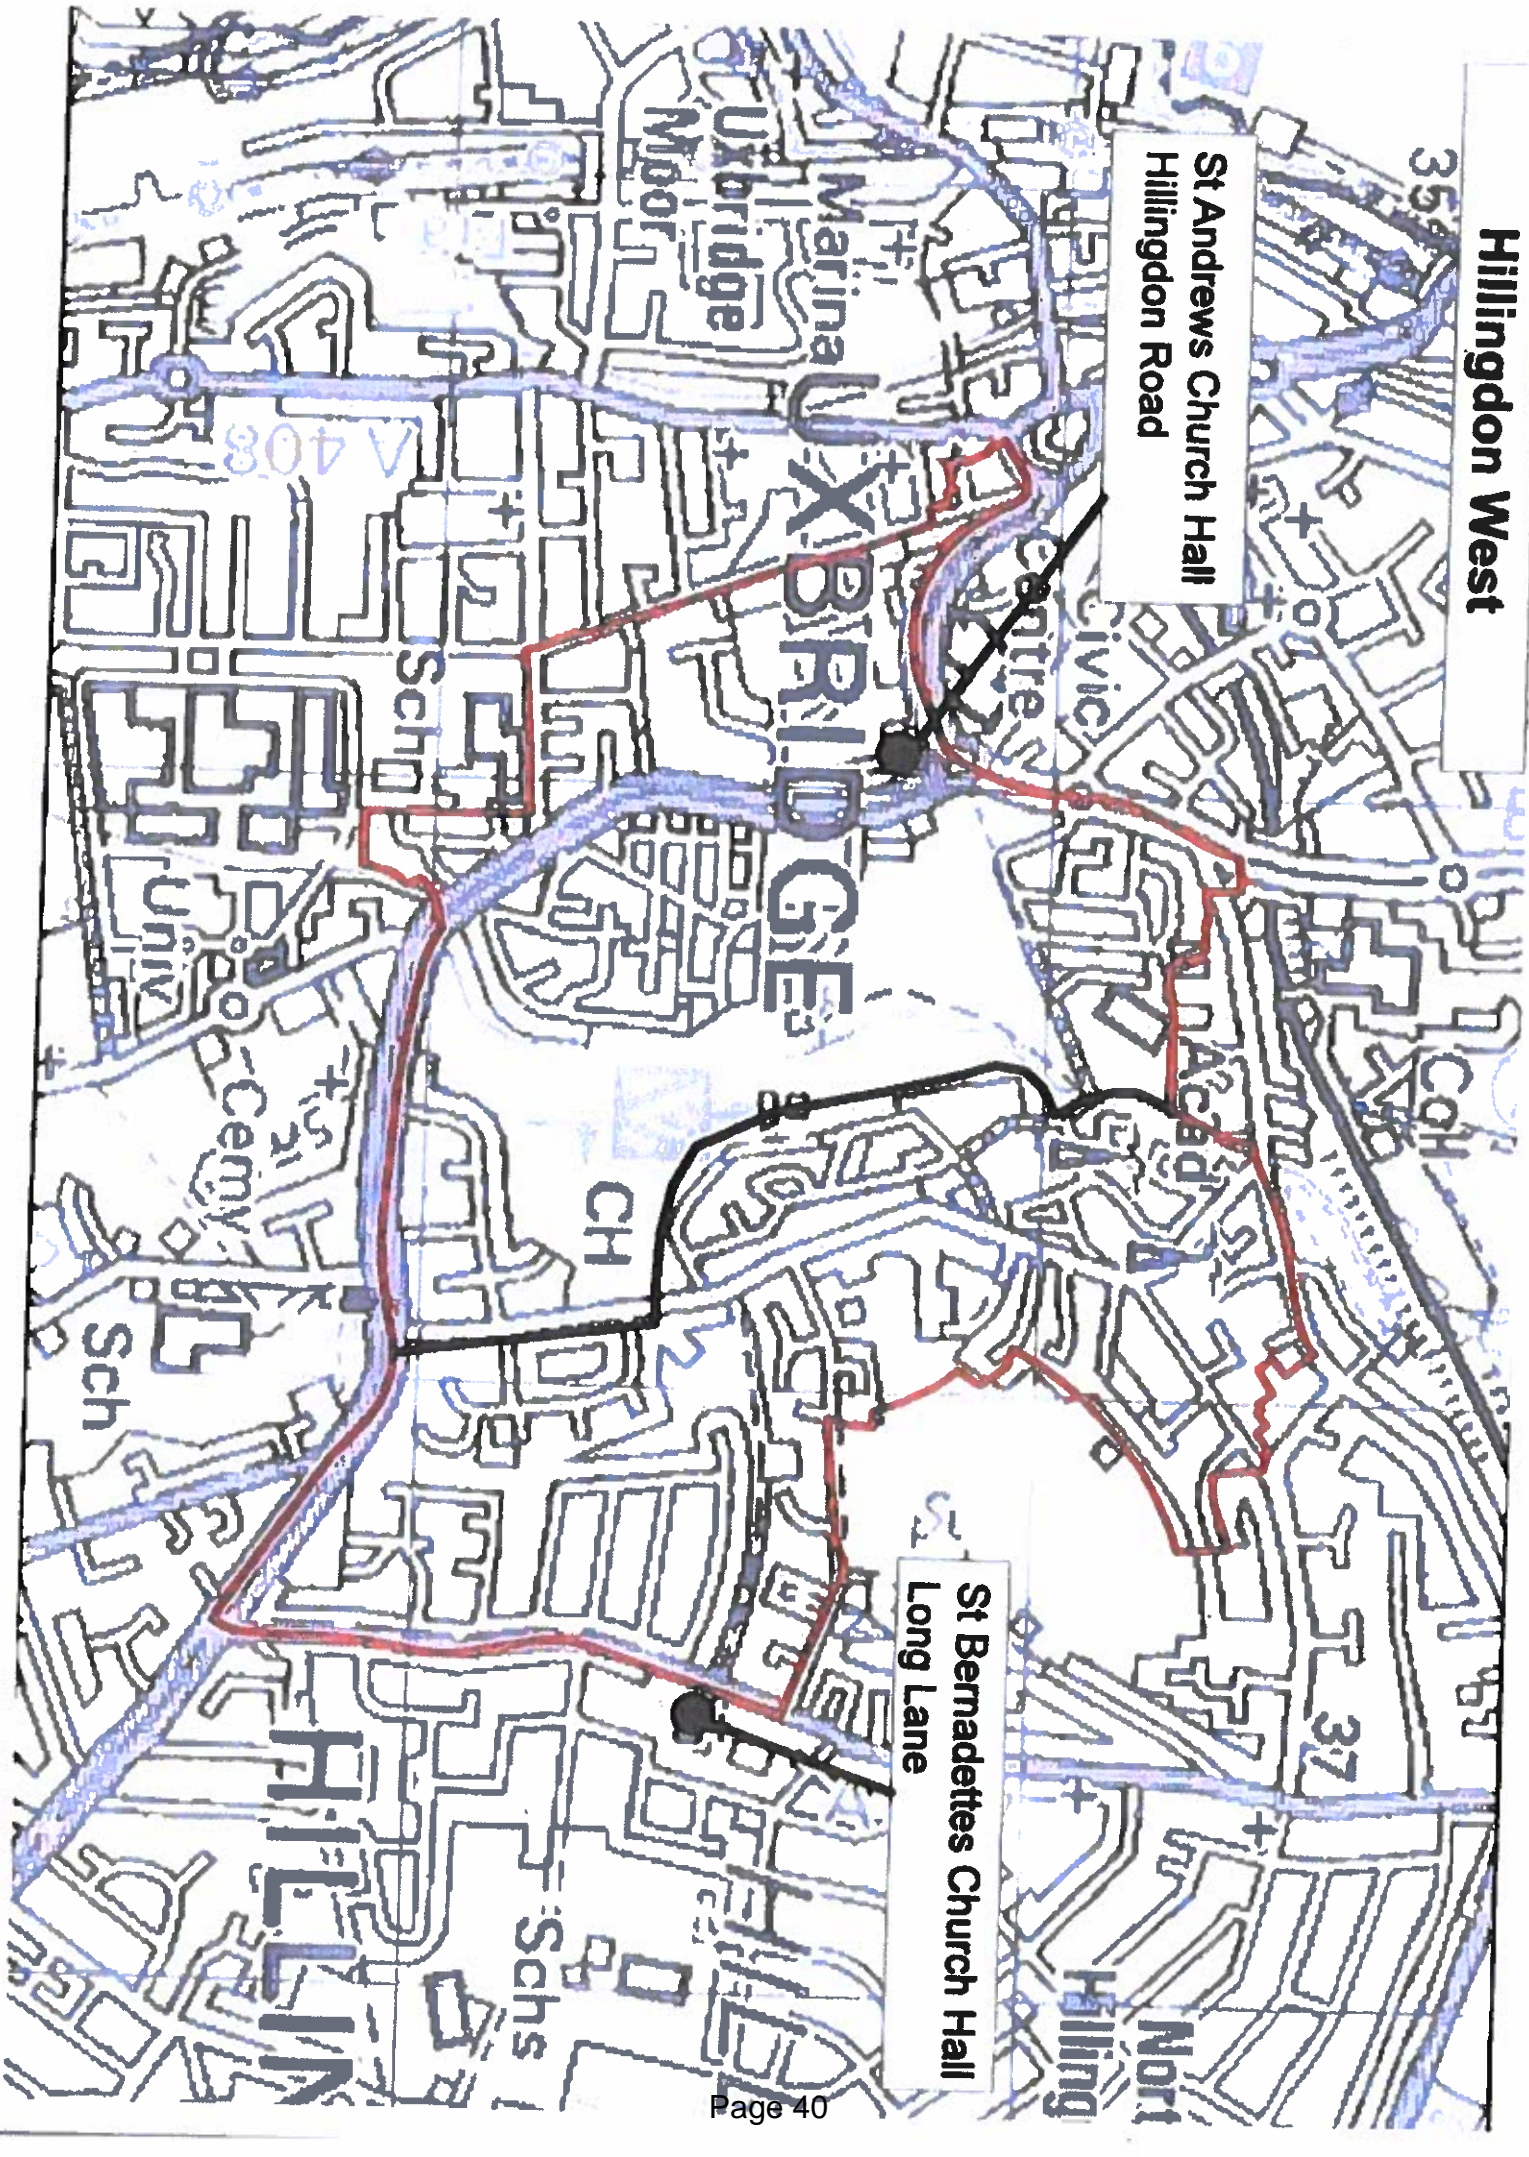 Hillingdon West
St Andrews Church Hall
Hillingdon Road
35
Civic
Centre
Marina
Uxbridge
Moor
UXBRIDGE
A 408
Sch
Univ
Cemy
Sch
CH
Acad
St Bernadettes Church Hall
Long Lane
37
A
HILLIN
Schs
Nort
Hilling
Page 40